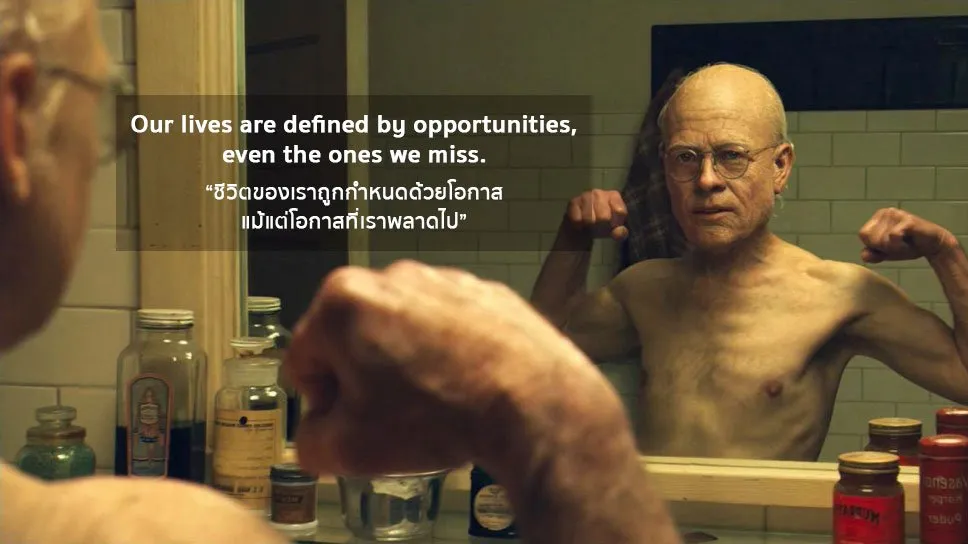 Our lives are defined by opportunities,
even the ones we miss.
“ชีวิตของเราถูกกำหนดด้วยโอกาส
แม้แต่โอกาสที่เราพลาดไป”